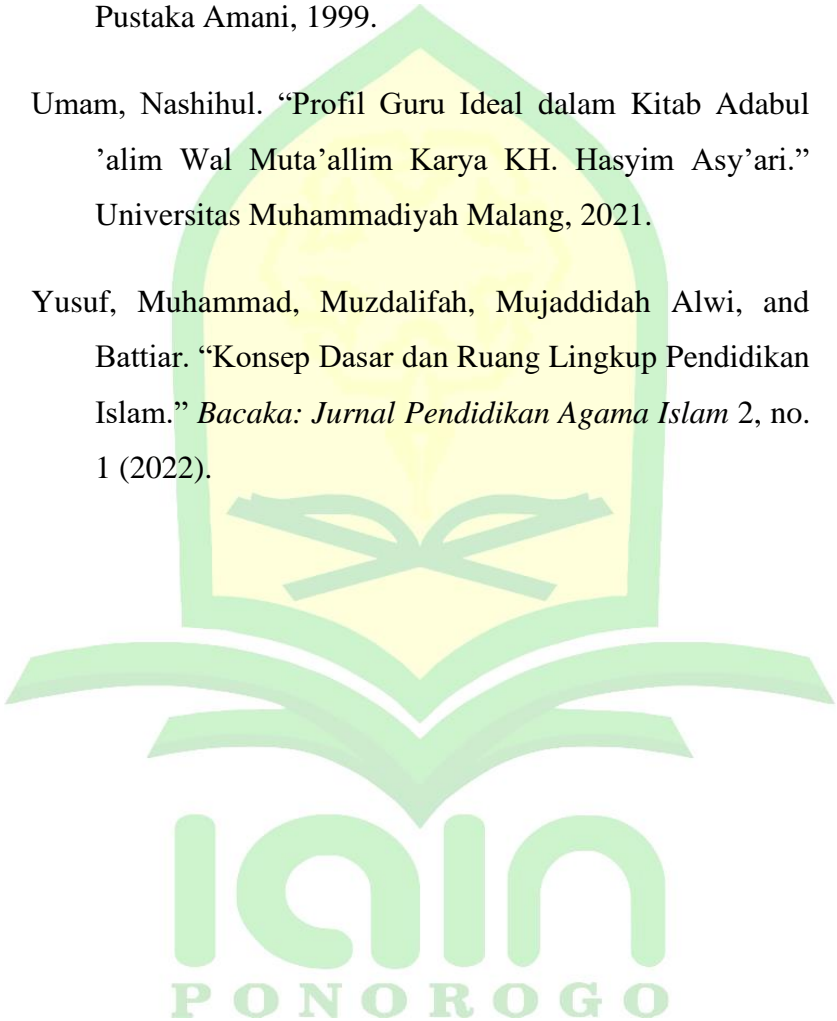 Pustaka Amani, 1999.
Umam, Nashihul. “Profil Guru Ideal dalam Kitab Adabul
’alim Wal Muta’allim Karya KH. Hasyim Asy’ari.”
Universitas Muhammadiyah Malang, 2021.
Yusuf, Muhammad, Muzdalifah, Mujaddidah Alwi, and
Battiar. “Konsep Dasar dan Ruang Lingkup Pendidikan
Islam.” Bacaka: Jurnal Pendidikan Agama Islam 2, no.
1 (2022).
IAIN
PONOROGO